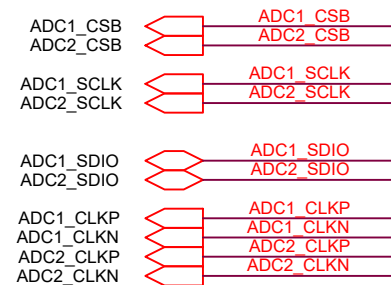 ADC1_CSB ADC1_CSB
ADC2_CSB ADC2_CSB
ADC1_SCLK ADC1_SCLK
ADC2_SCLK ADC2_SCLK
ADC1_SDIO ADC1_SDIO
ADC2_SDIO ADC2_SDIO
ADC1_CLKP ADC1_CLKP
ADC1_CLKN ADC1_CLKN
ADC2_CLKP ADC2_CLKP
ADC2_CLKN ADC2_CLKN